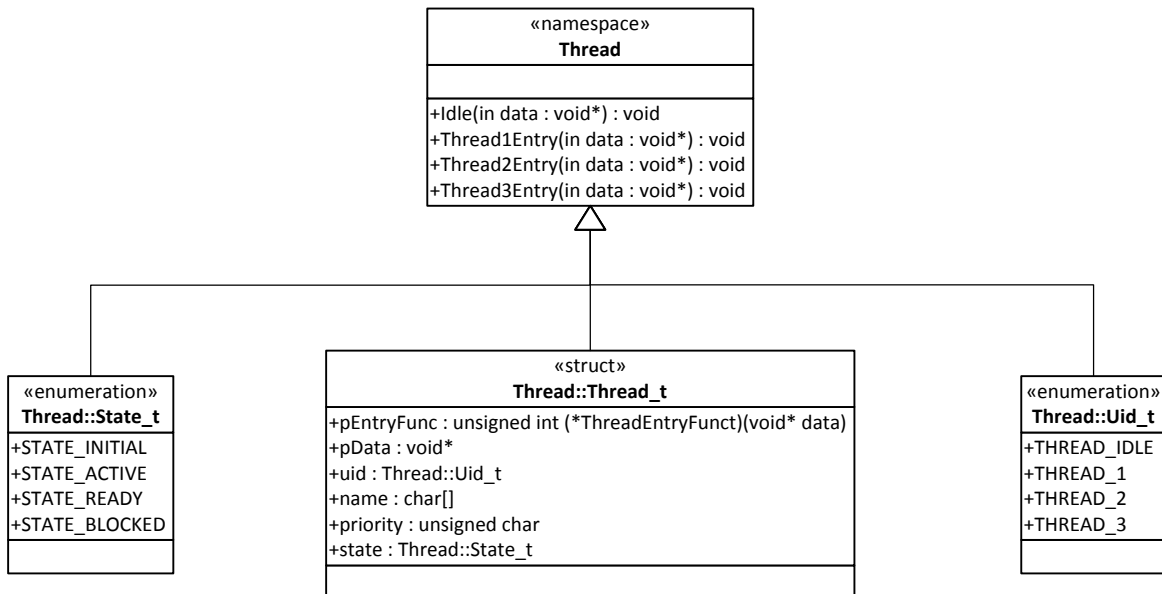 «namespace»
Thread
+Idle(in data : void*) : void
+Thread1Entry(in data : void*) : void
+Thread2Entry(in data : void*) : void
+Thread3Entry(in data : void*) : void
«enumeration»
Thread::State_t
+STATE_INITIAL
+STATE_ACTIVE
+STATE_READY
+STATE_BLOCKED
«struct»
Thread::Thread_t
+pEntryFunc : unsigned int (*ThreadEntryFunct)(void* data)
+pData : void*
+uid : Thread::Uid_t
+name : char[]
+priority : unsigned char
+state : Thread::State_t
«enumeration»
Thread::Uid_t
+THREAD_IDLE
+THREAD_1
+THREAD_2
+THREAD_3